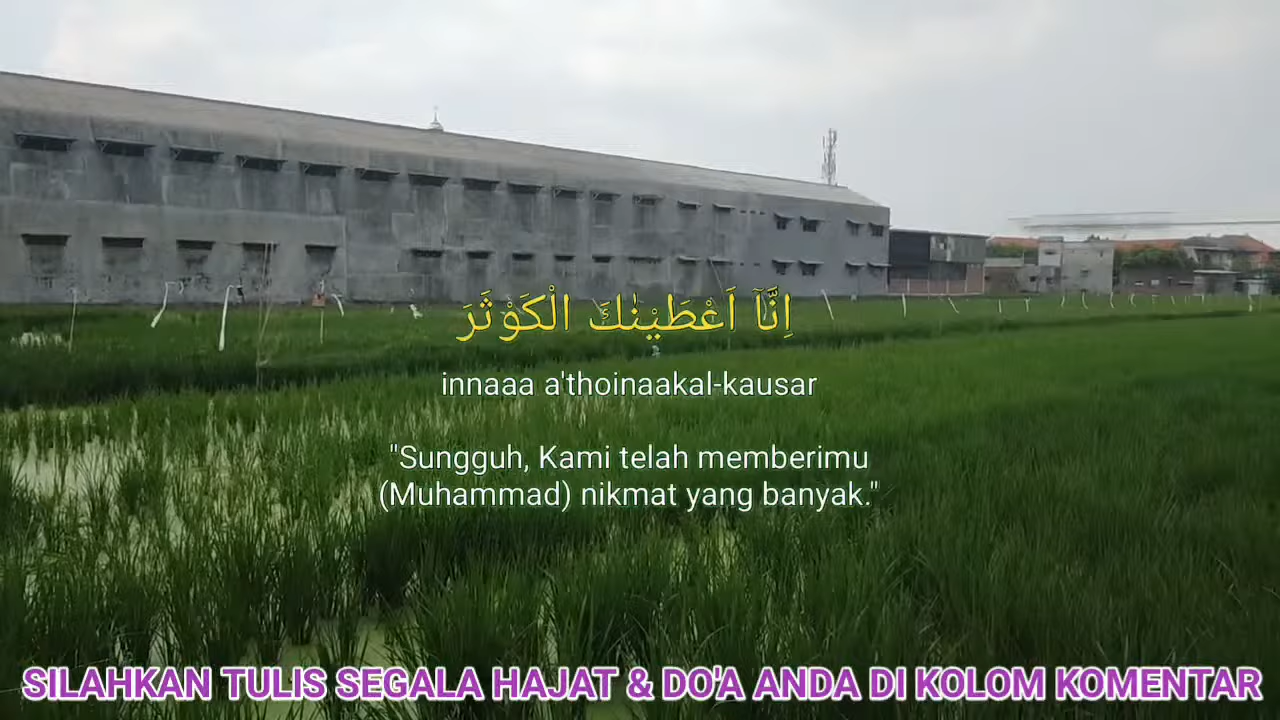 اِنَّآ اَعْطَيْنٰكَ الْكَوْثَرَ
innaaa a'thoinaakal-kausar
"Sungguh, Kami telah memberimu
(Muhammad) nikmat yang banyak."
SILAHKAN TULIS SEGALA HAJAT & DO'A ANDA DI KOLOM KOMENTAR